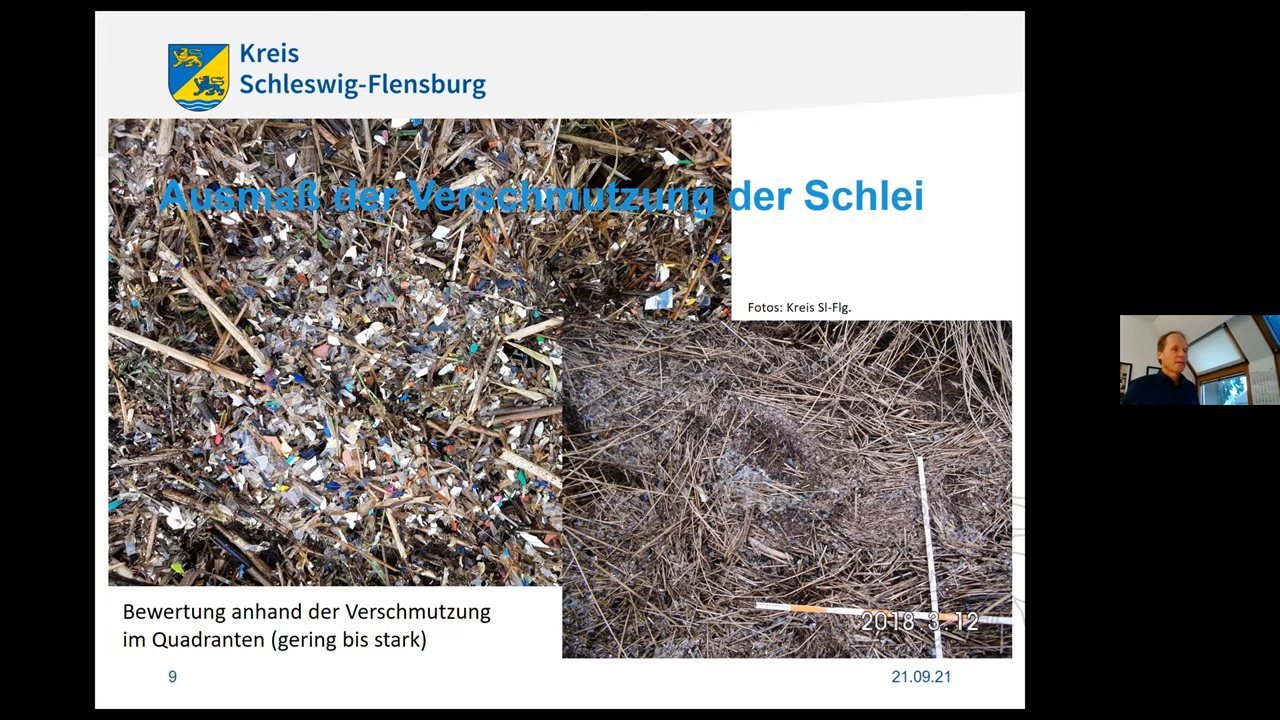 Kreis
Schleswig-Flensburg
Ausmaß der Verschmutzung der Schlei
Fotos: Kreis Sl-Flg.
2018 3.12
Bewertung anhand der Verschmutzung
im Quadranten (gering bis stark)
9
21.09.21